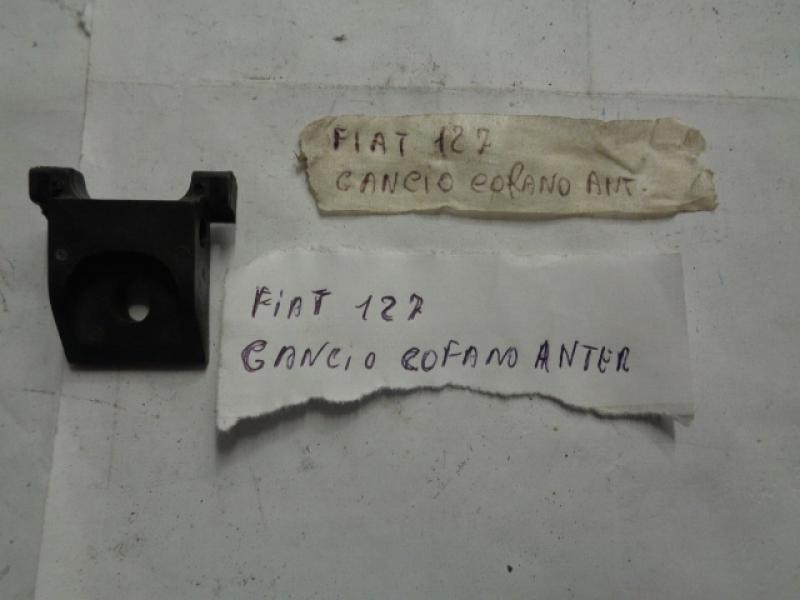 FIAT 127
GANCIO COFANO ANT.
FIAT 127
GANCIO COFANO ANTER